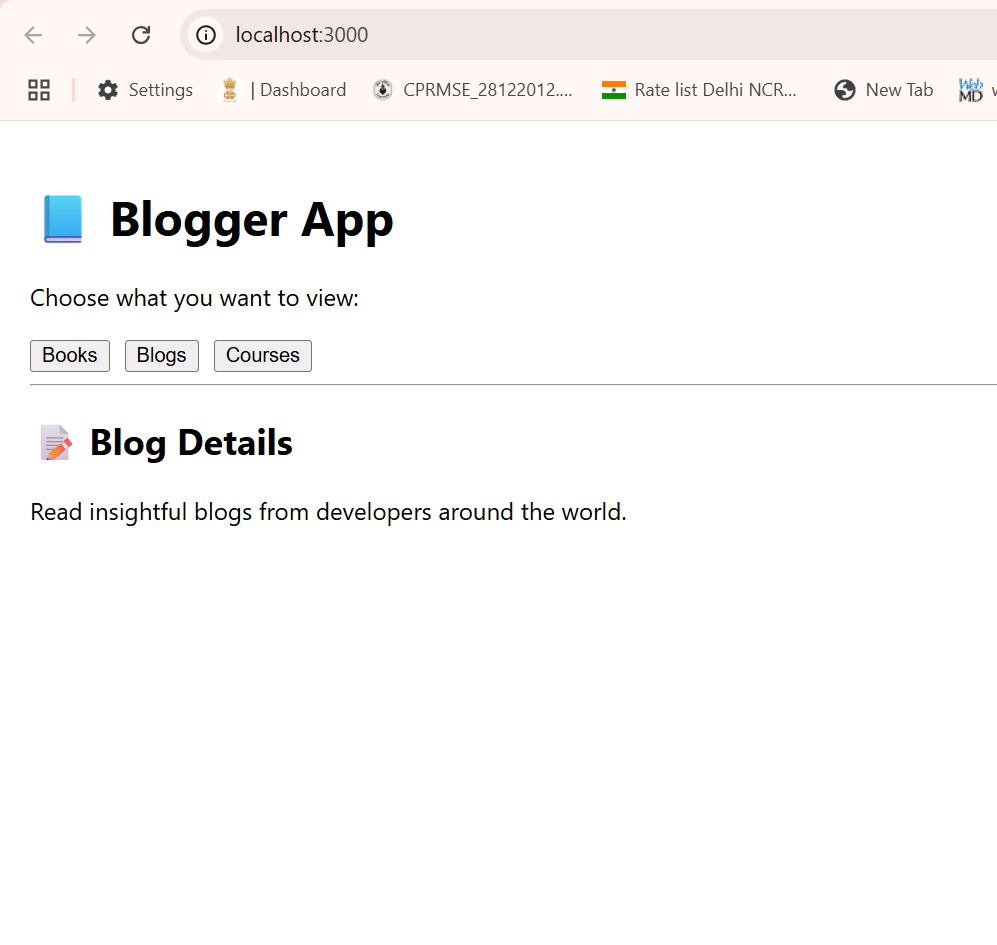 localhost:3000
Settings | Dashboard CPRMSE_28122012.... Rate list Delhi NCR... New Tab Web MD
Blogger App
Choose what you want to view:
Books Blogs Courses
Blog Details
Read insightful blogs from developers around the world.